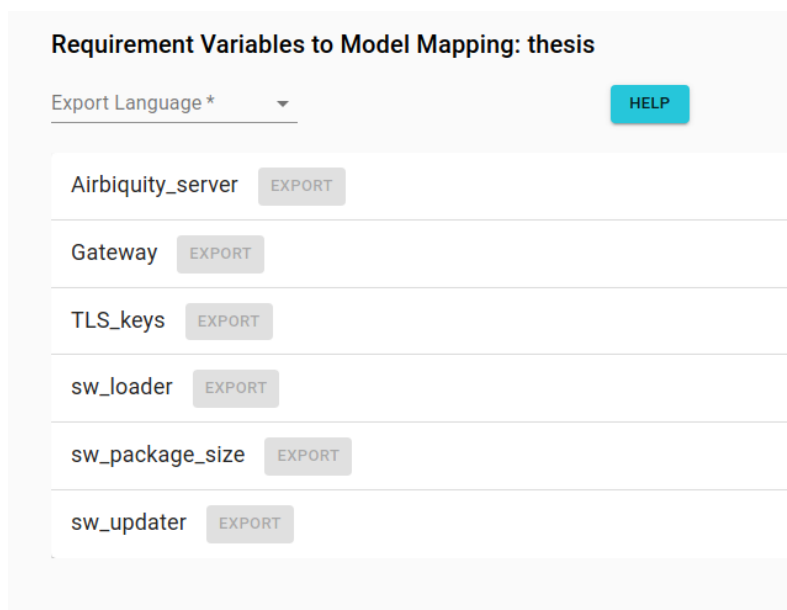 Requirement Variables to Model Mapping: thesis
Export Language *
HELP
Airbiquity_server EXPORT
Gateway EXPORT
TLS_keys EXPORT
sw_loader EXPORT
sw_package_size EXPORT
sw_updater EXPORT